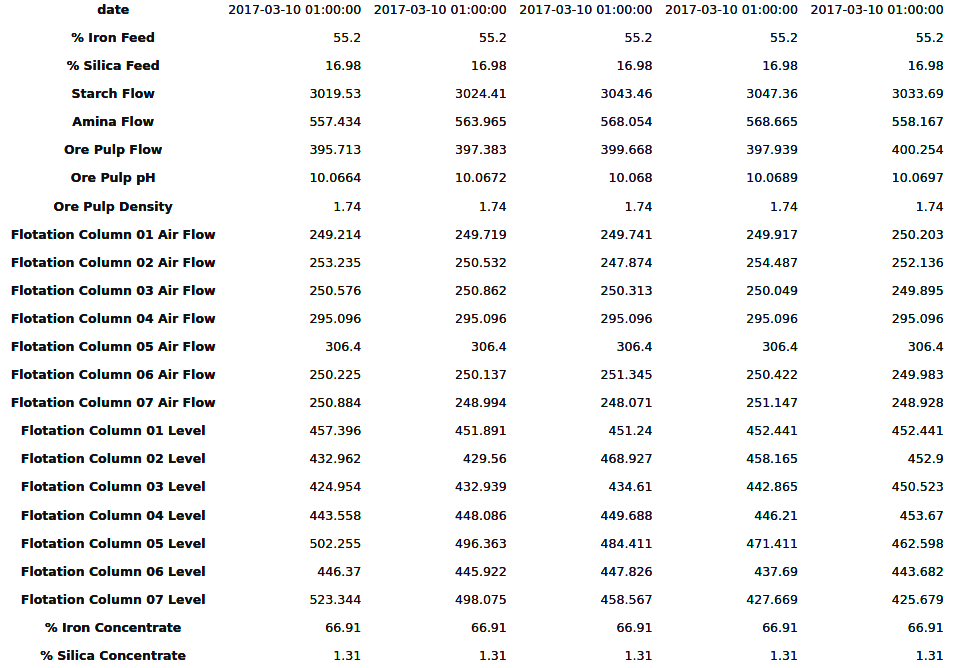 date 2017-03-10 01:00:00 2017-03-10 01:00:00 2017-03-10 01:00:00 2017-03-10 01:00:00 2017-03-10 01:00:00
% Iron Feed 55.2 55.2 55.2 55.2 55.2
% Silica Feed 16.98 16.98 16.98 16.98 16.98
Starch Flow 3019.53 3024.41 3043.46 3047.36 3033.69
Amina Flow 557.434 563.965 568.054 568.665 558.167
Ore Pulp Flow 395.713 397.383 399.668 397.939 400.254
Ore Pulp pH 10.0664 10.0672 10.068 10.0689 10.0697
Ore Pulp Density 1.74 1.74 1.74 1.74 1.74
Flotation Column 01 Air Flow 249.214 249.719 249.741 249.917 250.203
Flotation Column 02 Air Flow 253.235 250.532 247.874 254.487 252.136
Flotation Column 03 Air Flow 250.576 250.862 250.313 250.049 249.895
Flotation Column 04 Air Flow 295.096 295.096 295.096 295.096 295.096
Flotation Column 05 Air Flow 306.4 306.4 306.4 306.4 306.4
Flotation Column 06 Air Flow 250.225 250.137 251.345 250.422 249.983
Flotation Column 07 Air Flow 250.884 248.994 248.071 251.147 248.928
Flotation Column 01 Level 457.396 451.891 451.24 452.441 452.441
Flotation Column 02 Level 432.962 429.56 468.927 458.165 452.9
Flotation Column 03 Level 424.954 432.939 434.61 442.865 450.523
Flotation Column 04 Level 443.558 448.086 449.688 446.21 453.67
Flotation Column 05 Level 502.255 496.363 484.411 471.411 462.598
Flotation Column 06 Level 446.37 445.922 447.826 437.69 443.682
Flotation Column 07 Level 523.344 498.075 458.567 427.669 425.679
% Iron Concentrate 66.91 66.91 66.91 66.91 66.91
% Silica Concentrate 1.31 1.31 1.31 1.31 1.31